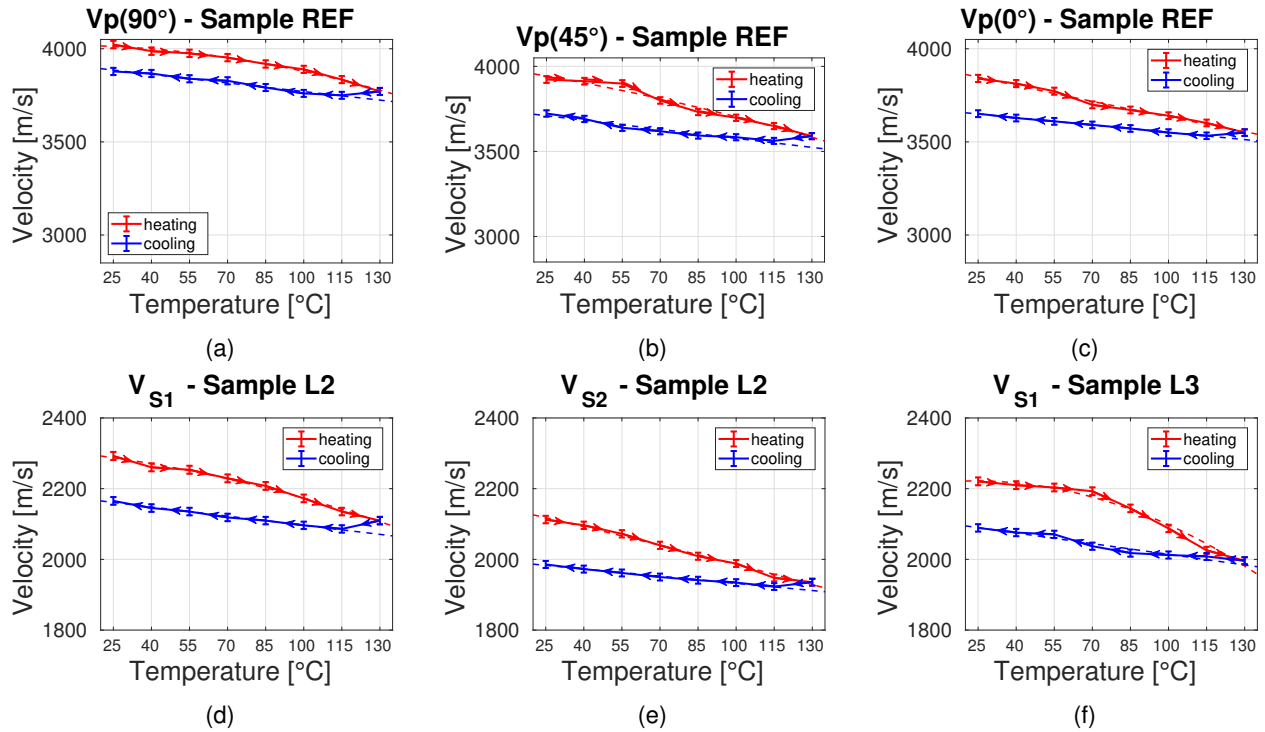 Vp(90°) - Sample REF
4000
3500
3000
Velocity [m/s]
heating
cooling
25 40 55 70 85 100 115 130
Temperature [°C]
(a)
Vp(45°) - Sample REF
4000
3500
3000
Velocity [m/s]
heating
cooling
25 40 55 70 85 100 115 130
Temperature [°C]
(b)
Vp(0°) - Sample REF
4000
3500
3000
Velocity [m/s]
heating
cooling
25 40 55 70 85 100 115 130
Temperature [°C]
(c)
V S1 - Sample L2
2400
2200
2000
1800
Velocity [m/s]
heating
cooling
25 40 55 70 85 100 115 130
Temperature [°C]
(d)
V S2 - Sample L2
2400
2200
2000
1800
Velocity [m/s]
heating
cooling
25 40 55 70 85 100 115 130
Temperature [°C]
(e)
V S1 - Sample L3
2400
2200
2000
1800
Velocity [m/s]
heating
cooling
25 40 55 70 85 100 115 130
Temperature [°C]
(f)